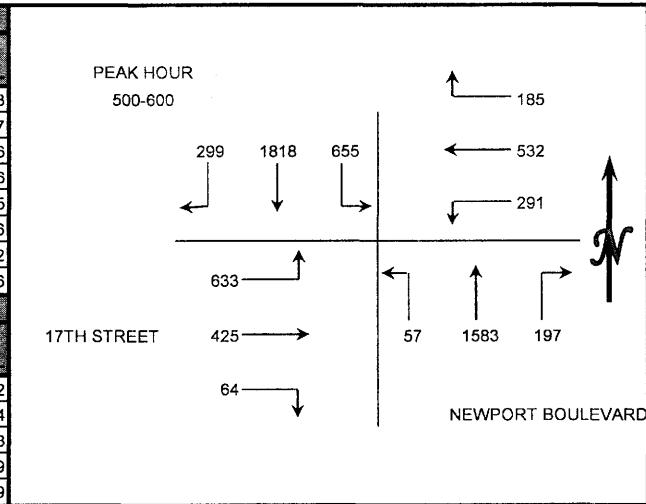 PEAK HOUR
500-600
185
299 1818 655
532
291
N
633
17TH STREET 425
57 1583 197
64
NEWPORT BOULEVARD